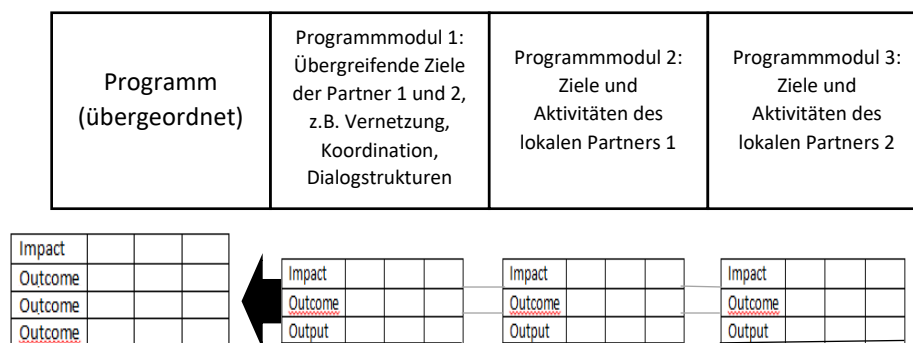 Programm
(übergeordnet)
Programmmodul 1:
Übergreifende Ziele
der Partner 1 und 2,
z.B. Vernetzung,
Koordination,
Dialogstrukturen
Programmmodul 2:
Ziele und
Aktivitäten des
lokalen Partners 1
Programmmodul 3:
Ziele und
Aktivitäten des
lokalen Partners 2
Impact
Outcome
Outcome
Outcome
Impact
Outcome
Output
Impact
Outcome
Output
Impact
Outcome
Output